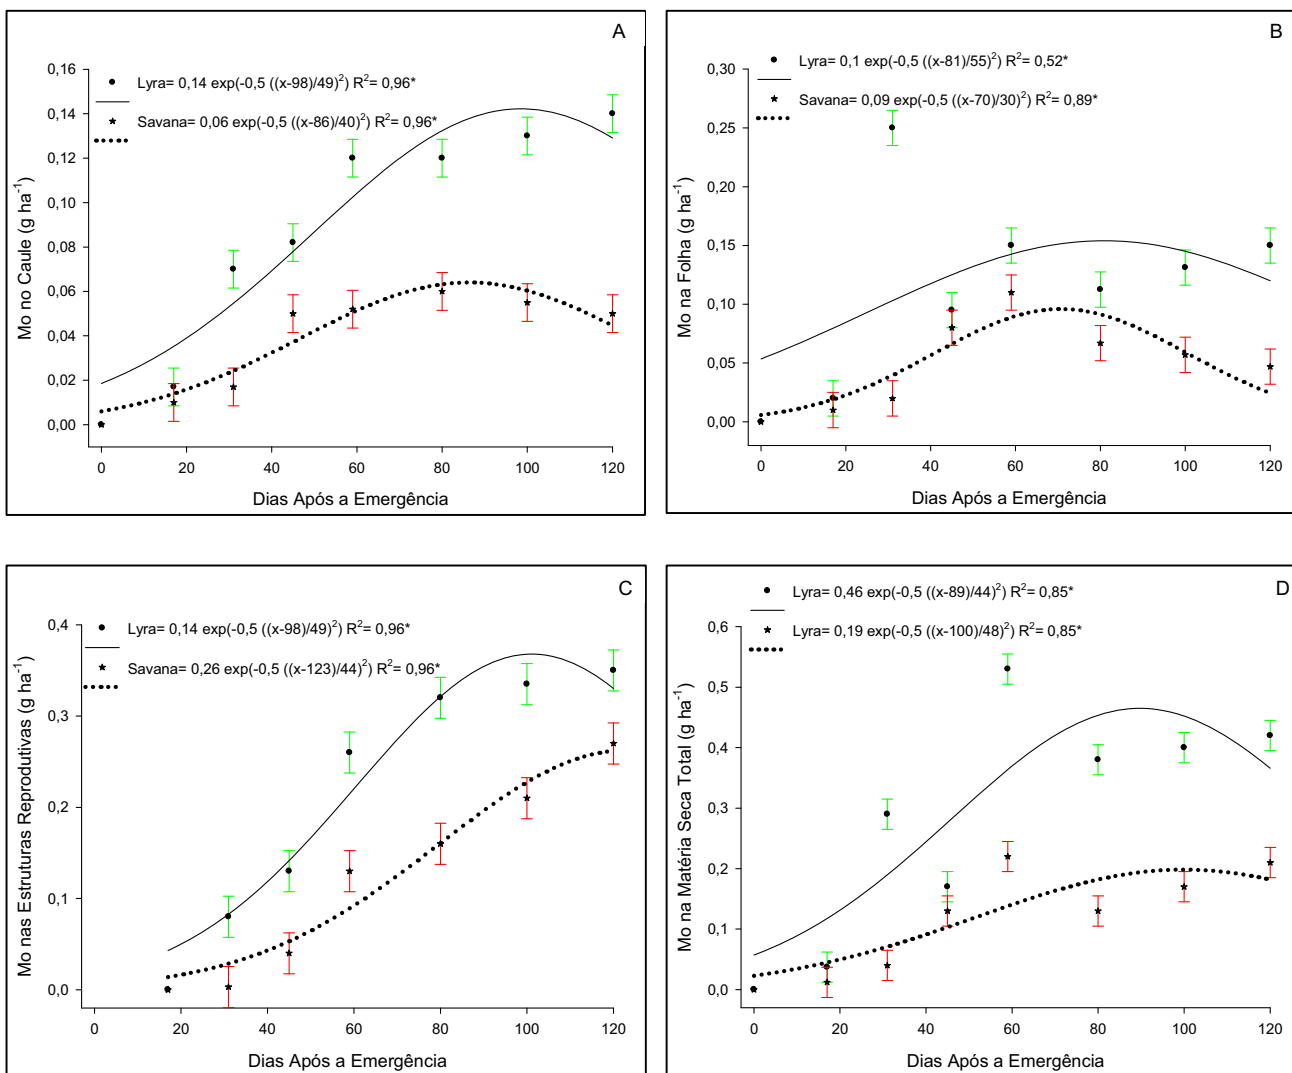 A
Lyra= 0,14 exp(-0,5 ((x-98)/49)²) R²= 0,96*
Savana= 0,06 exp(-0,5 ((x-86)/40)²) R²= 0,96*
Mo no Caule (g ha⁻¹)
0,16
0,14
0,12
0,10
0,08
0,06
0,04
0,02
0,00
0 20 40 60 80 100 120
Dias Após a Emergência
B
Lyra= 0,1 exp(-0,5 ((x-81)/55)²) R²= 0,52*
Savana= 0,09 exp(-0,5 ((x-70)/30)²) R²= 0,89*
Mo na Folha (g ha⁻¹)
0,30
0,25
0,20
0,15
0,10
0,05
0,00
0 20 40 60 80 100 120
Dias Após a Emergência
C
Lyra= 0,14 exp(-0,5 ((x-98)/49)²) R²= 0,96*
Savana= 0,26 exp(-0,5 ((x-123)/44)²) R²= 0,96*
Mo nas Estruturas Reprodutivas (g ha⁻¹)
0,4
0,3
0,2
0,1
0,0
0 20 40 60 80 100 120
Dias Após a Emergência
D
Lyra= 0,46 exp(-0,5 ((x-89)/44)²) R²= 0,85*
Lyra= 0,19 exp(-0,5 ((x-100)/48)²) R²= 0,85*
Mo na Matéria Seca Total (g ha⁻¹)
0,6
0,5
0,4
0,3
0,2
0,1
0,0
0 20 40 60 80 100 120
Dias Após a Emergência